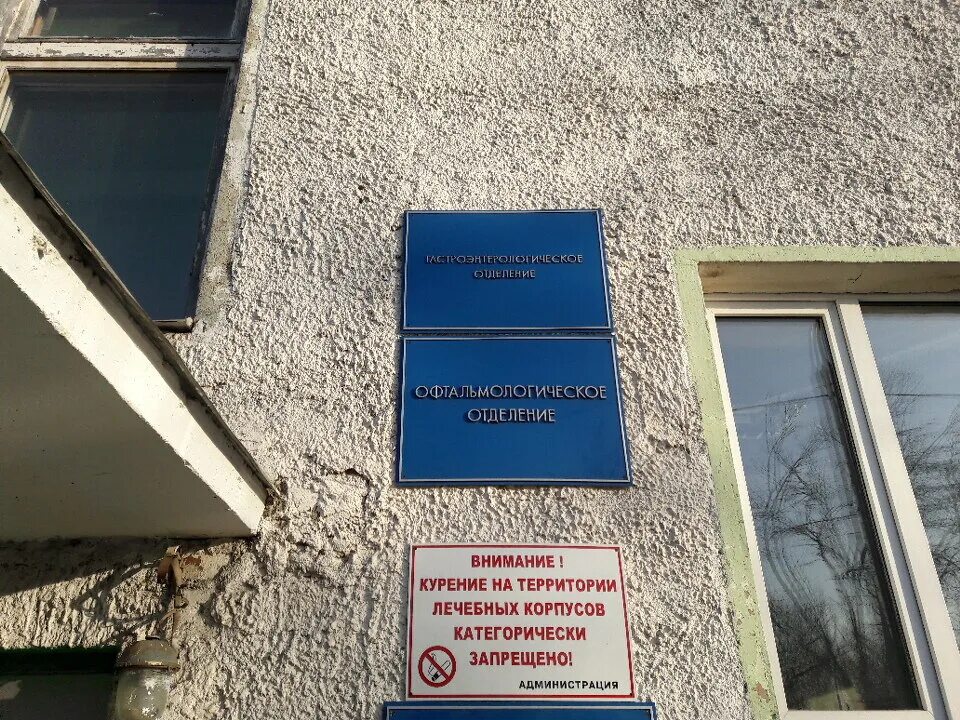 ГАСТРОЭНТЕРОЛОГИЧЕСКОЕ
ОТДЕЛЕНИЕ
ОФТАЛЬМОЛОГИЧЕСКОЕ
ОТДЕЛЕНИЕ
ВНИМАНИЕ !
КУРЕНИЕ НА ТЕРРИТОРИИ
ЛЕЧЕБНЫХ КОРПУСОВ
КАТЕГОРИЧЕСКИ
ЗАПРЕЩЕНО!
АДМИНИСТРАЦИЯ